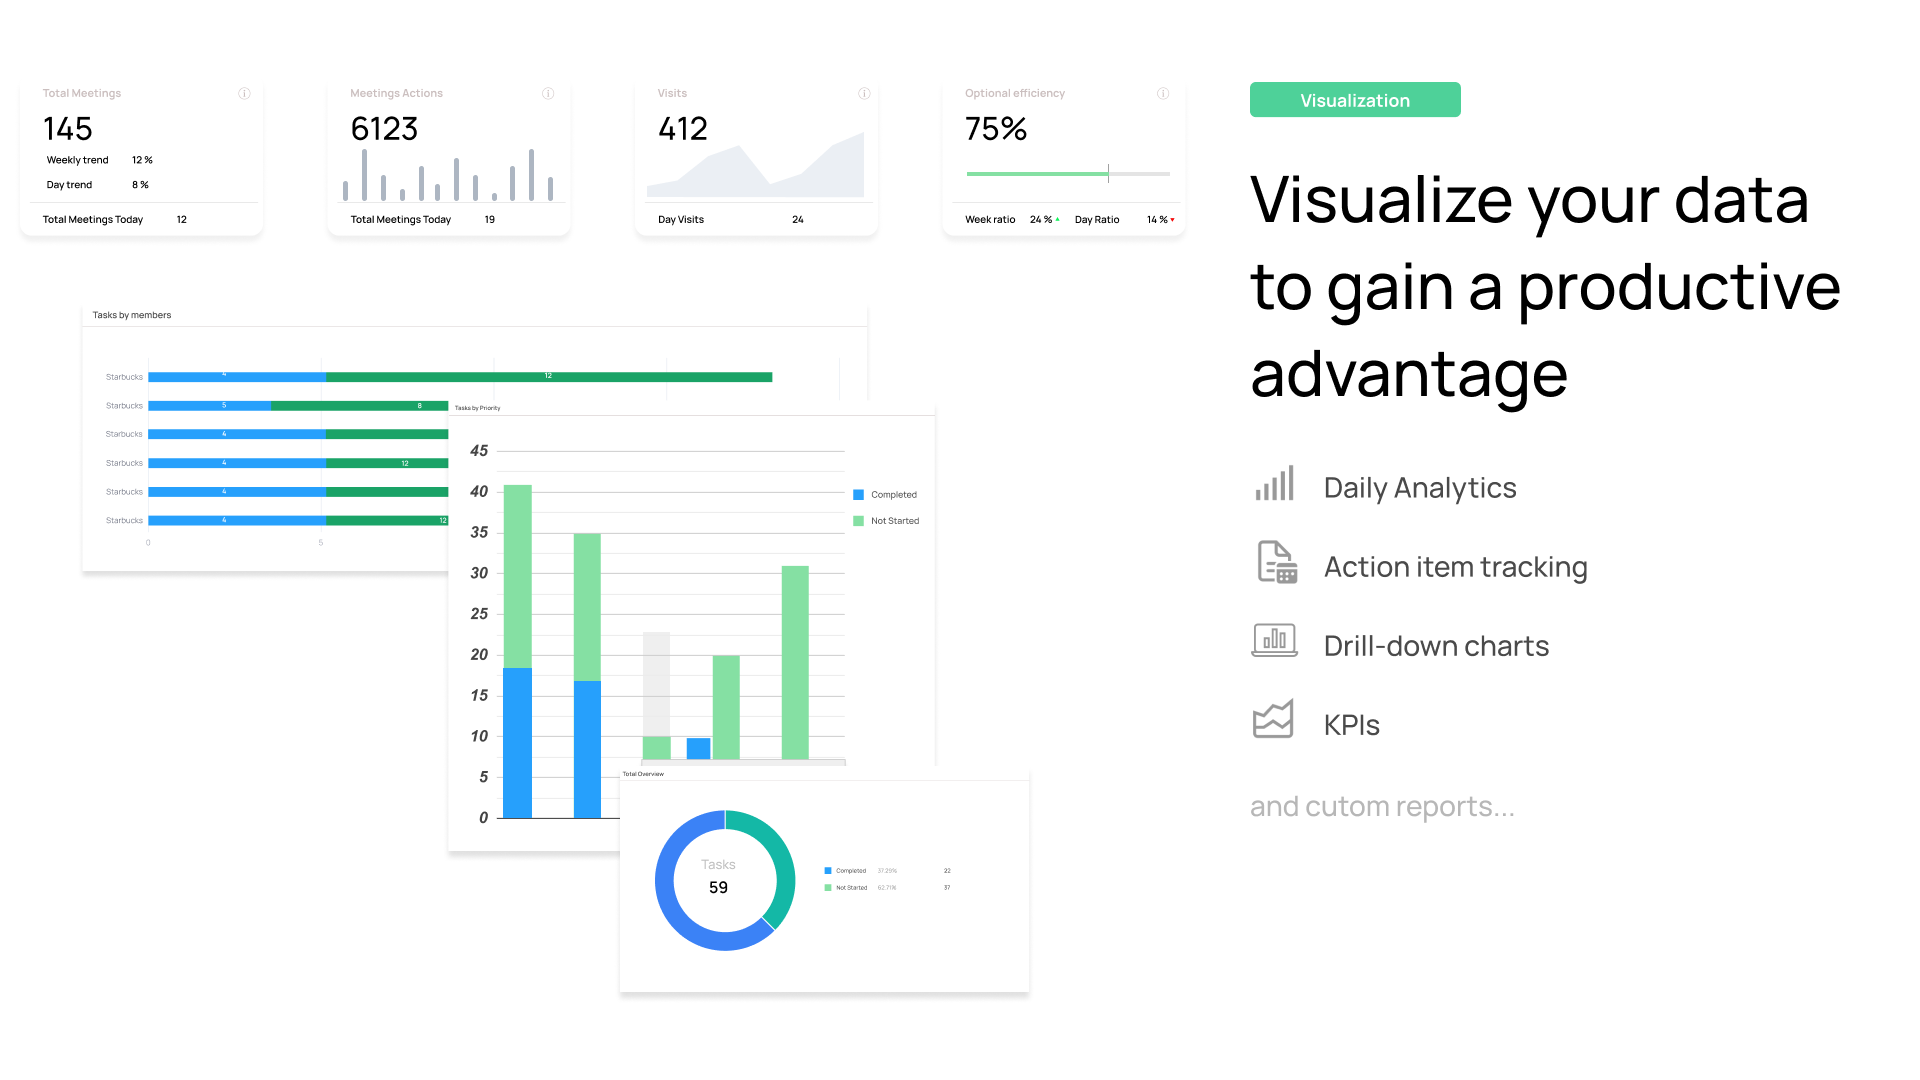 Total Meetings
145
Weekly trend 12 %
Day trend 8 %
Total Meetings Today 12
Meetings Actions
6123
Total Meetings Today 19
Visits
412
Day Visits 24
Optional efficiency
75%
Week ratio 24 % Day Ratio 14 %
Tasks by members
Starbucks 4 12
Starbucks 5 8
Starbucks 4
Starbucks 4 12
Starbucks 4
Starbucks 4 12
0 5
Tasks by Priority
45
40
35
30
25
20
15
10
5
0
Completed
Not Started
Total Overview
Tasks
59
Completed 37.29% 22
Not Started 62.71% 37
Visualization
Visualize your data
to gain a productive
advantage
Daily Analytics
Action item tracking
Drill-down charts
KPIs
and cutom reports...